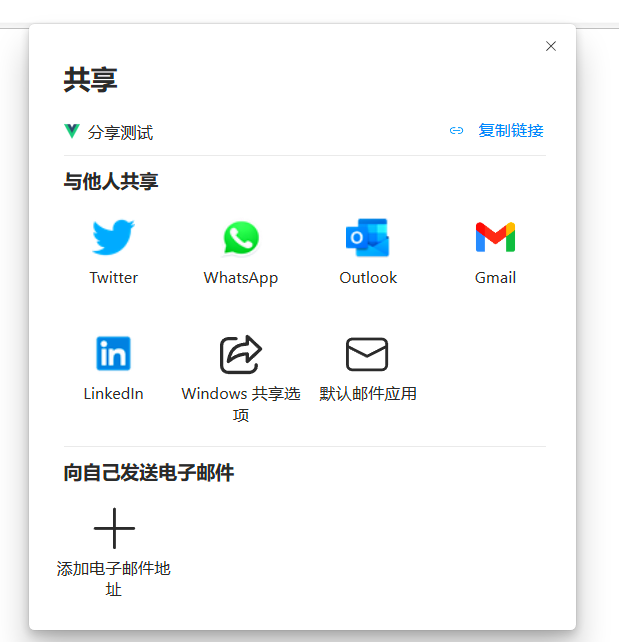 共享
分享测试
复制链接
与他人共享
Twitter
WhatsApp
Outlook
Gmail
LinkedIn
Windows 共享选
项
默认邮件应用
向自己发送电子邮件
添加电子邮件地
址